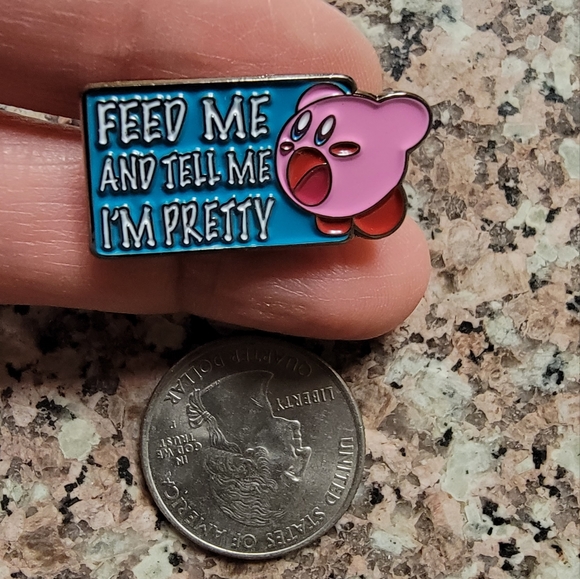 FEED ME
AND TELL ME
I'M PRETTY
UNITED STATES OF AMERICA
LIBERTY
IN
GOD WE
TRUST
P
QUARTER DOLLAR